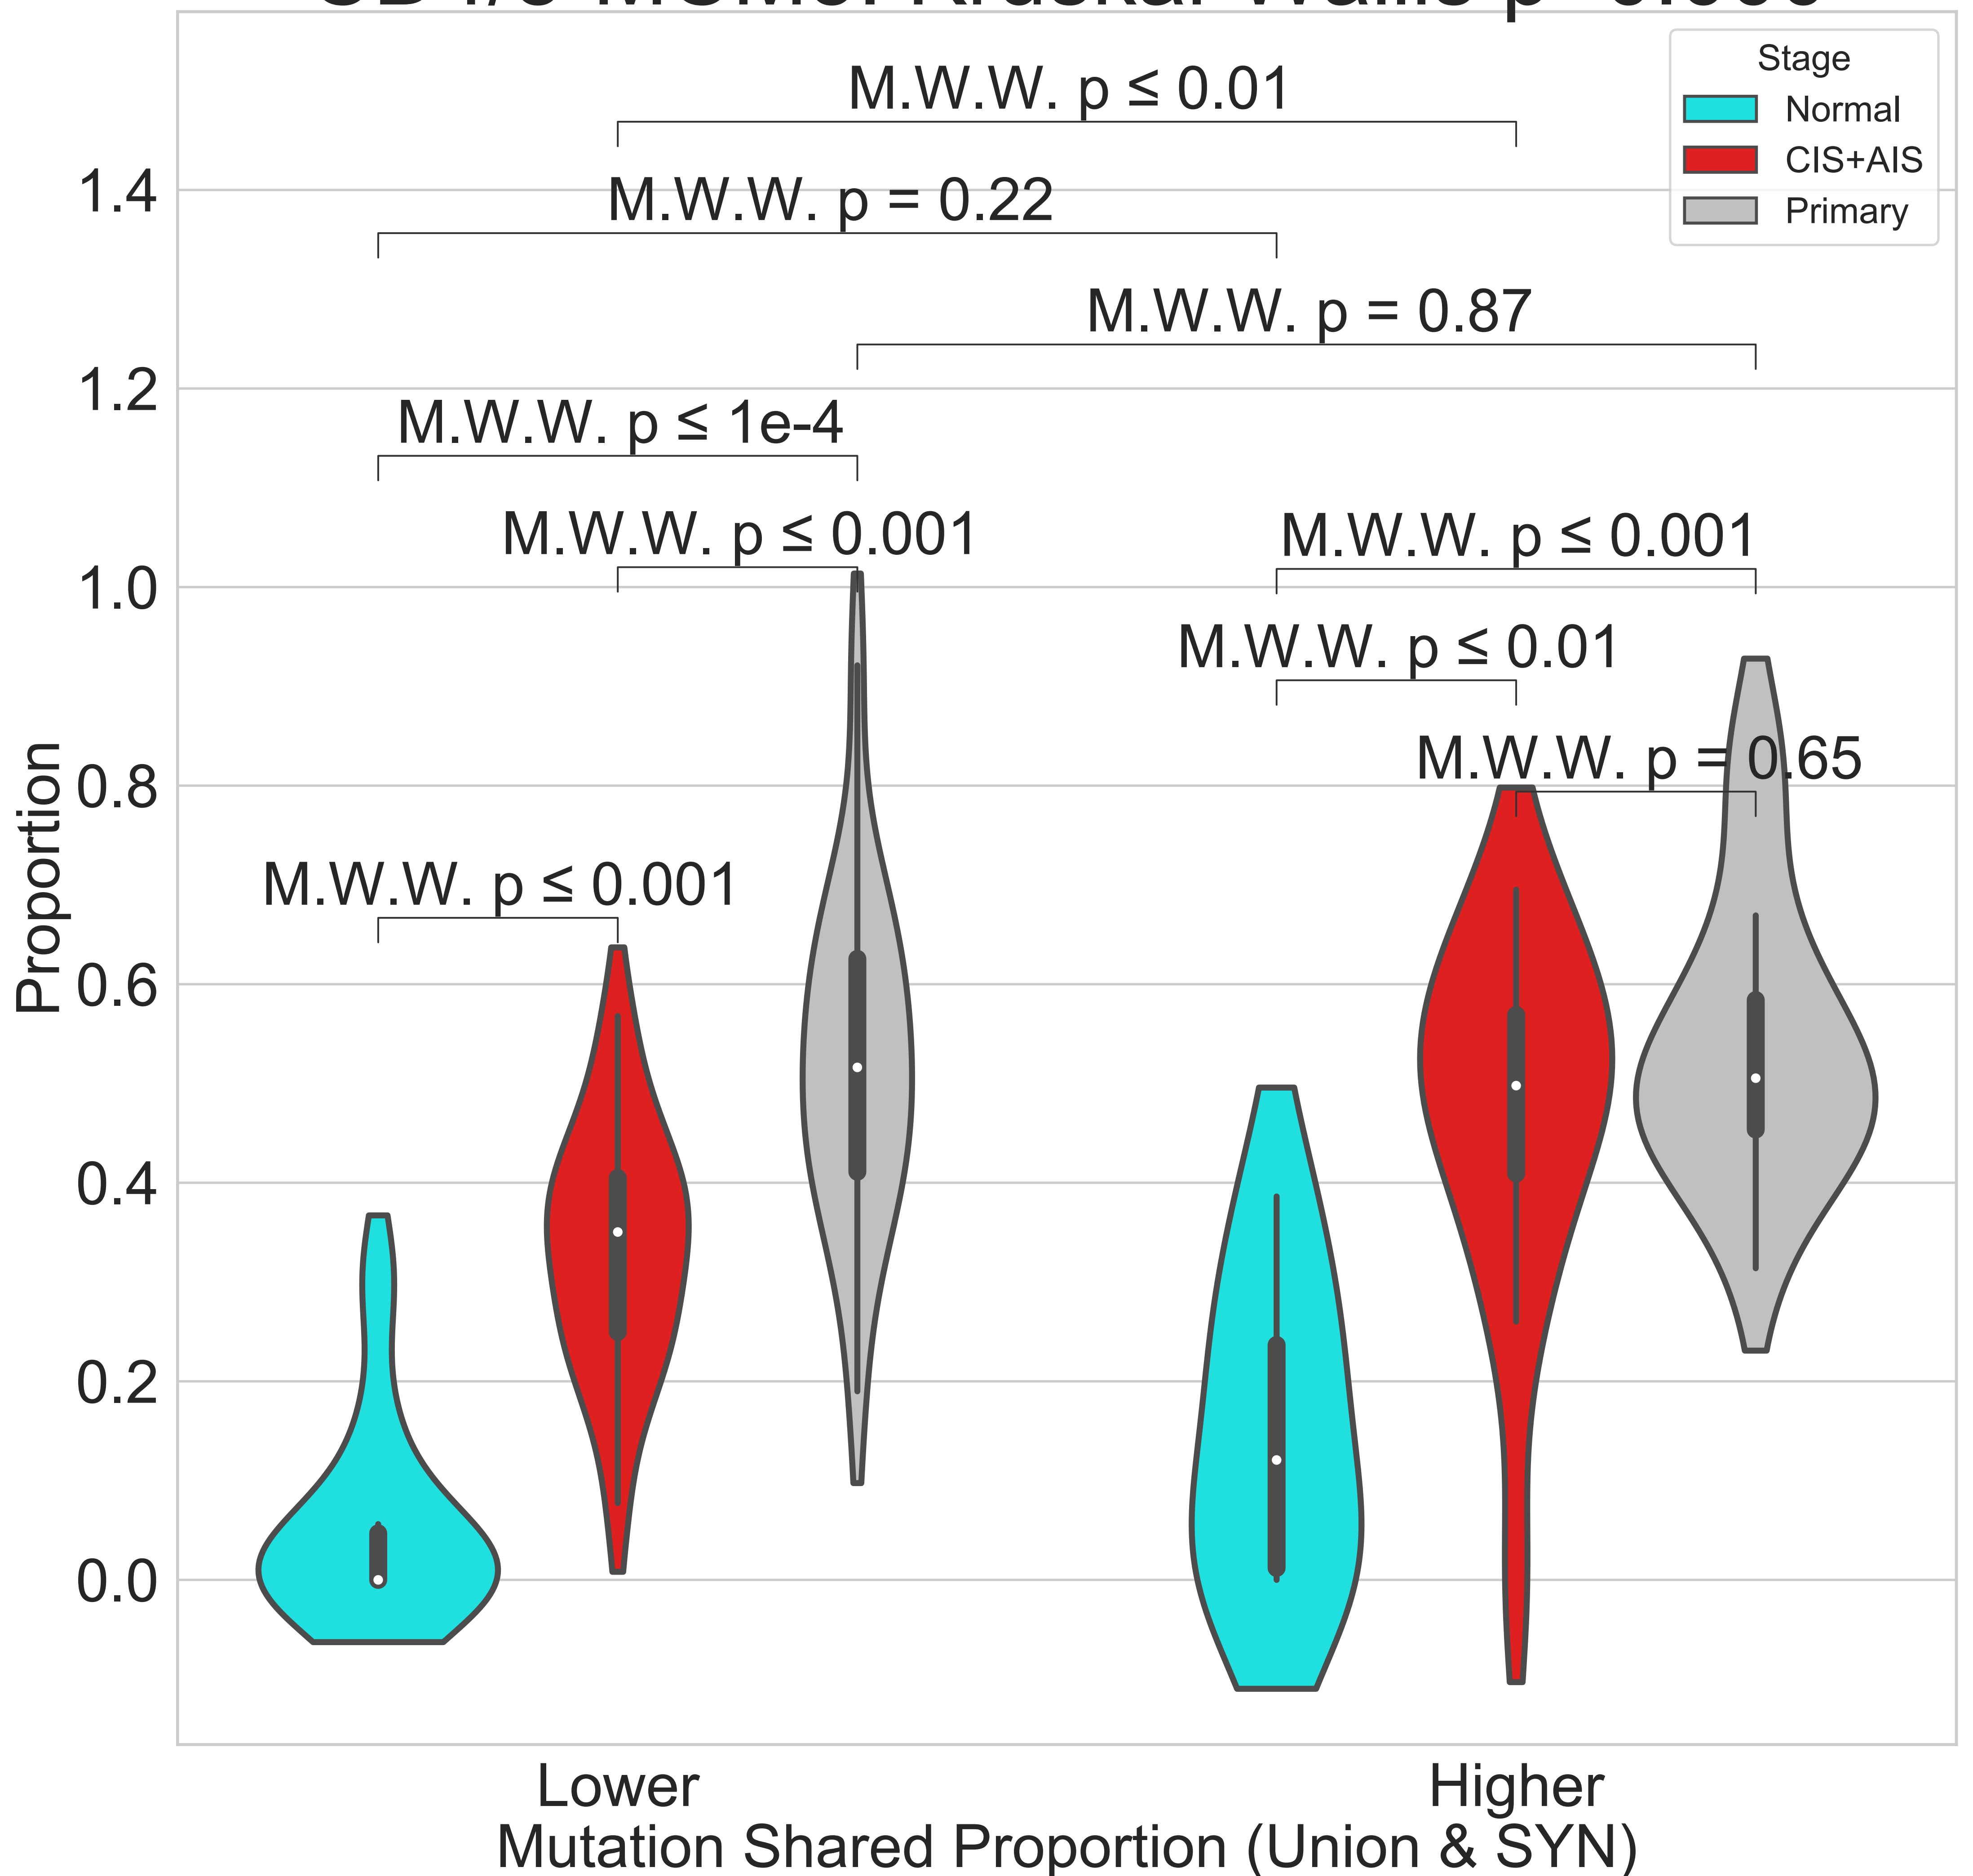 Stage
Normal
CIS+AIS
Primary
M.W.W. p ≤ 0.01
M.W.W. p = 0.22
M.W.W. p = 0.87
M.W.W. p ≤ 1e-4
M.W.W. p ≤ 0.001
M.W.W. p ≤ 0.001
M.W.W. p ≤ 0.01
M.W.W. p = 0.65
M.W.W. p ≤ 0.001
1.4
1.2
1.0
0.8
0.6
0.4
0.2
0.0
Proportion
Lower
Higher
Mutation Shared Proportion (Union & SYN)